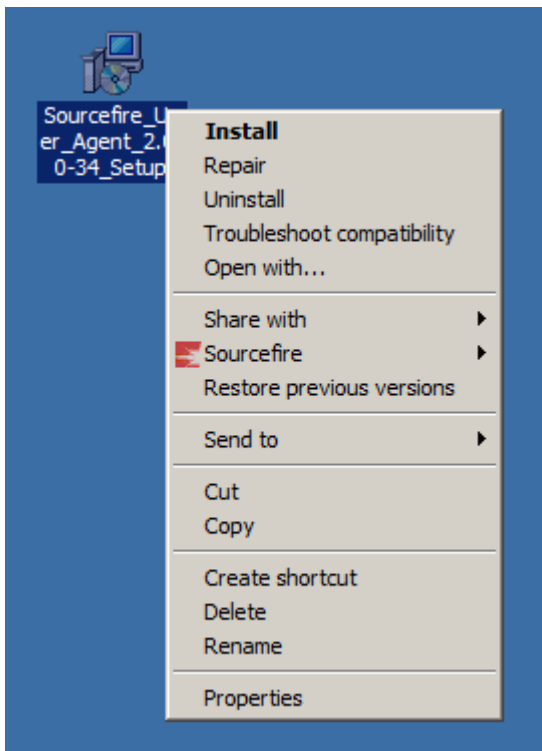 Sourcefire_U
er_Agent_2.
0-34_Setup
Install
Repair
Uninstall
Troubleshoot compatibility
Open with...
Share with
Sourcefire
Restore previous versions
Send to
Cut
Copy
Create shortcut
Delete
Rename
Properties